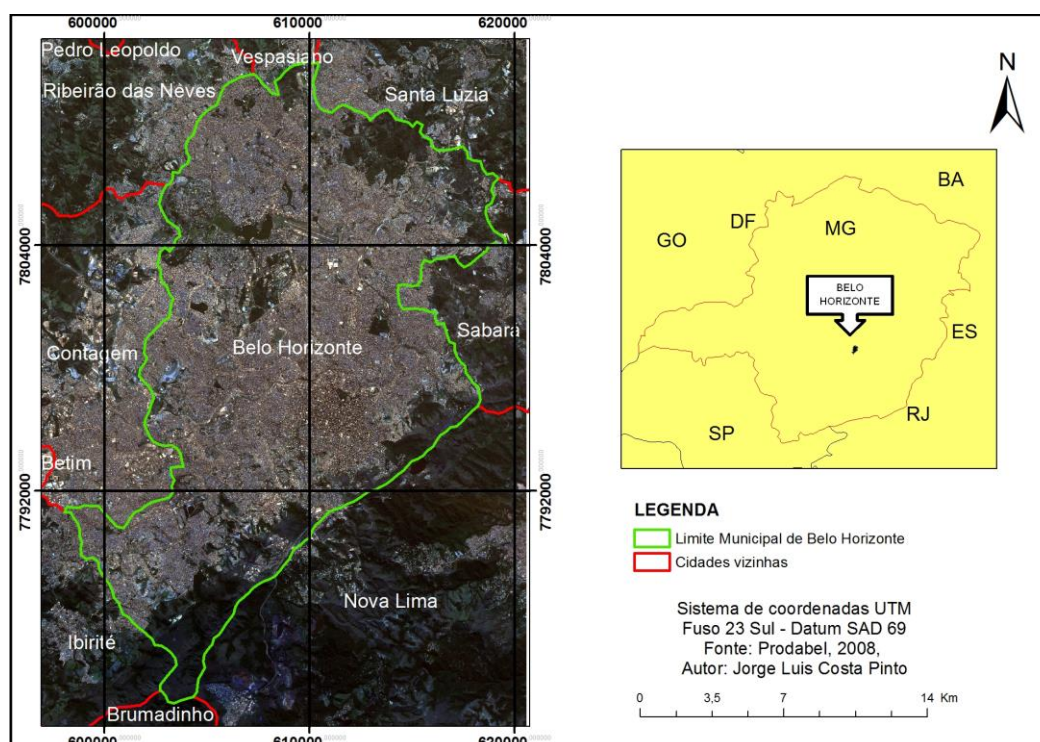 600000 610000 620000
Pedro Leopoldo
Vespasiano
Ribeirão das Neves
Santa Luzia
7804000
Sabará
Contagem
Belo Horizonte
Betim
7792000
Nova Lima
Ibirité
Brumadinho
600000 610000 620000
N
BA
DF
MG
GO
BELO
HORIZONTE
ES
RJ
SP
LEGENDA
Limite Municipal de Belo Horizonte
Cidades vizinhas
Sistema de coordenadas UTM
Fuso 23 Sul - Datum SAD 69
Fonte: Prodabel, 2008,
Autor: Jorge Luis Costa Pinto
0 3,5 7 14 Km